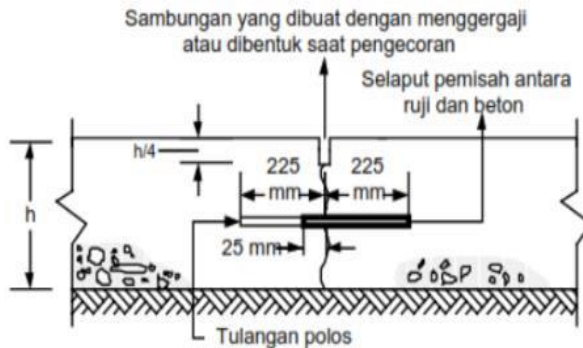 Sambungan yang dibuat dengan menggergaji
atau dibentuk saat pengecoran
Selaput pemisah antara
ruji dan beton
h/4
225
mm
225
mm
h
25 mm
Tulangan polos